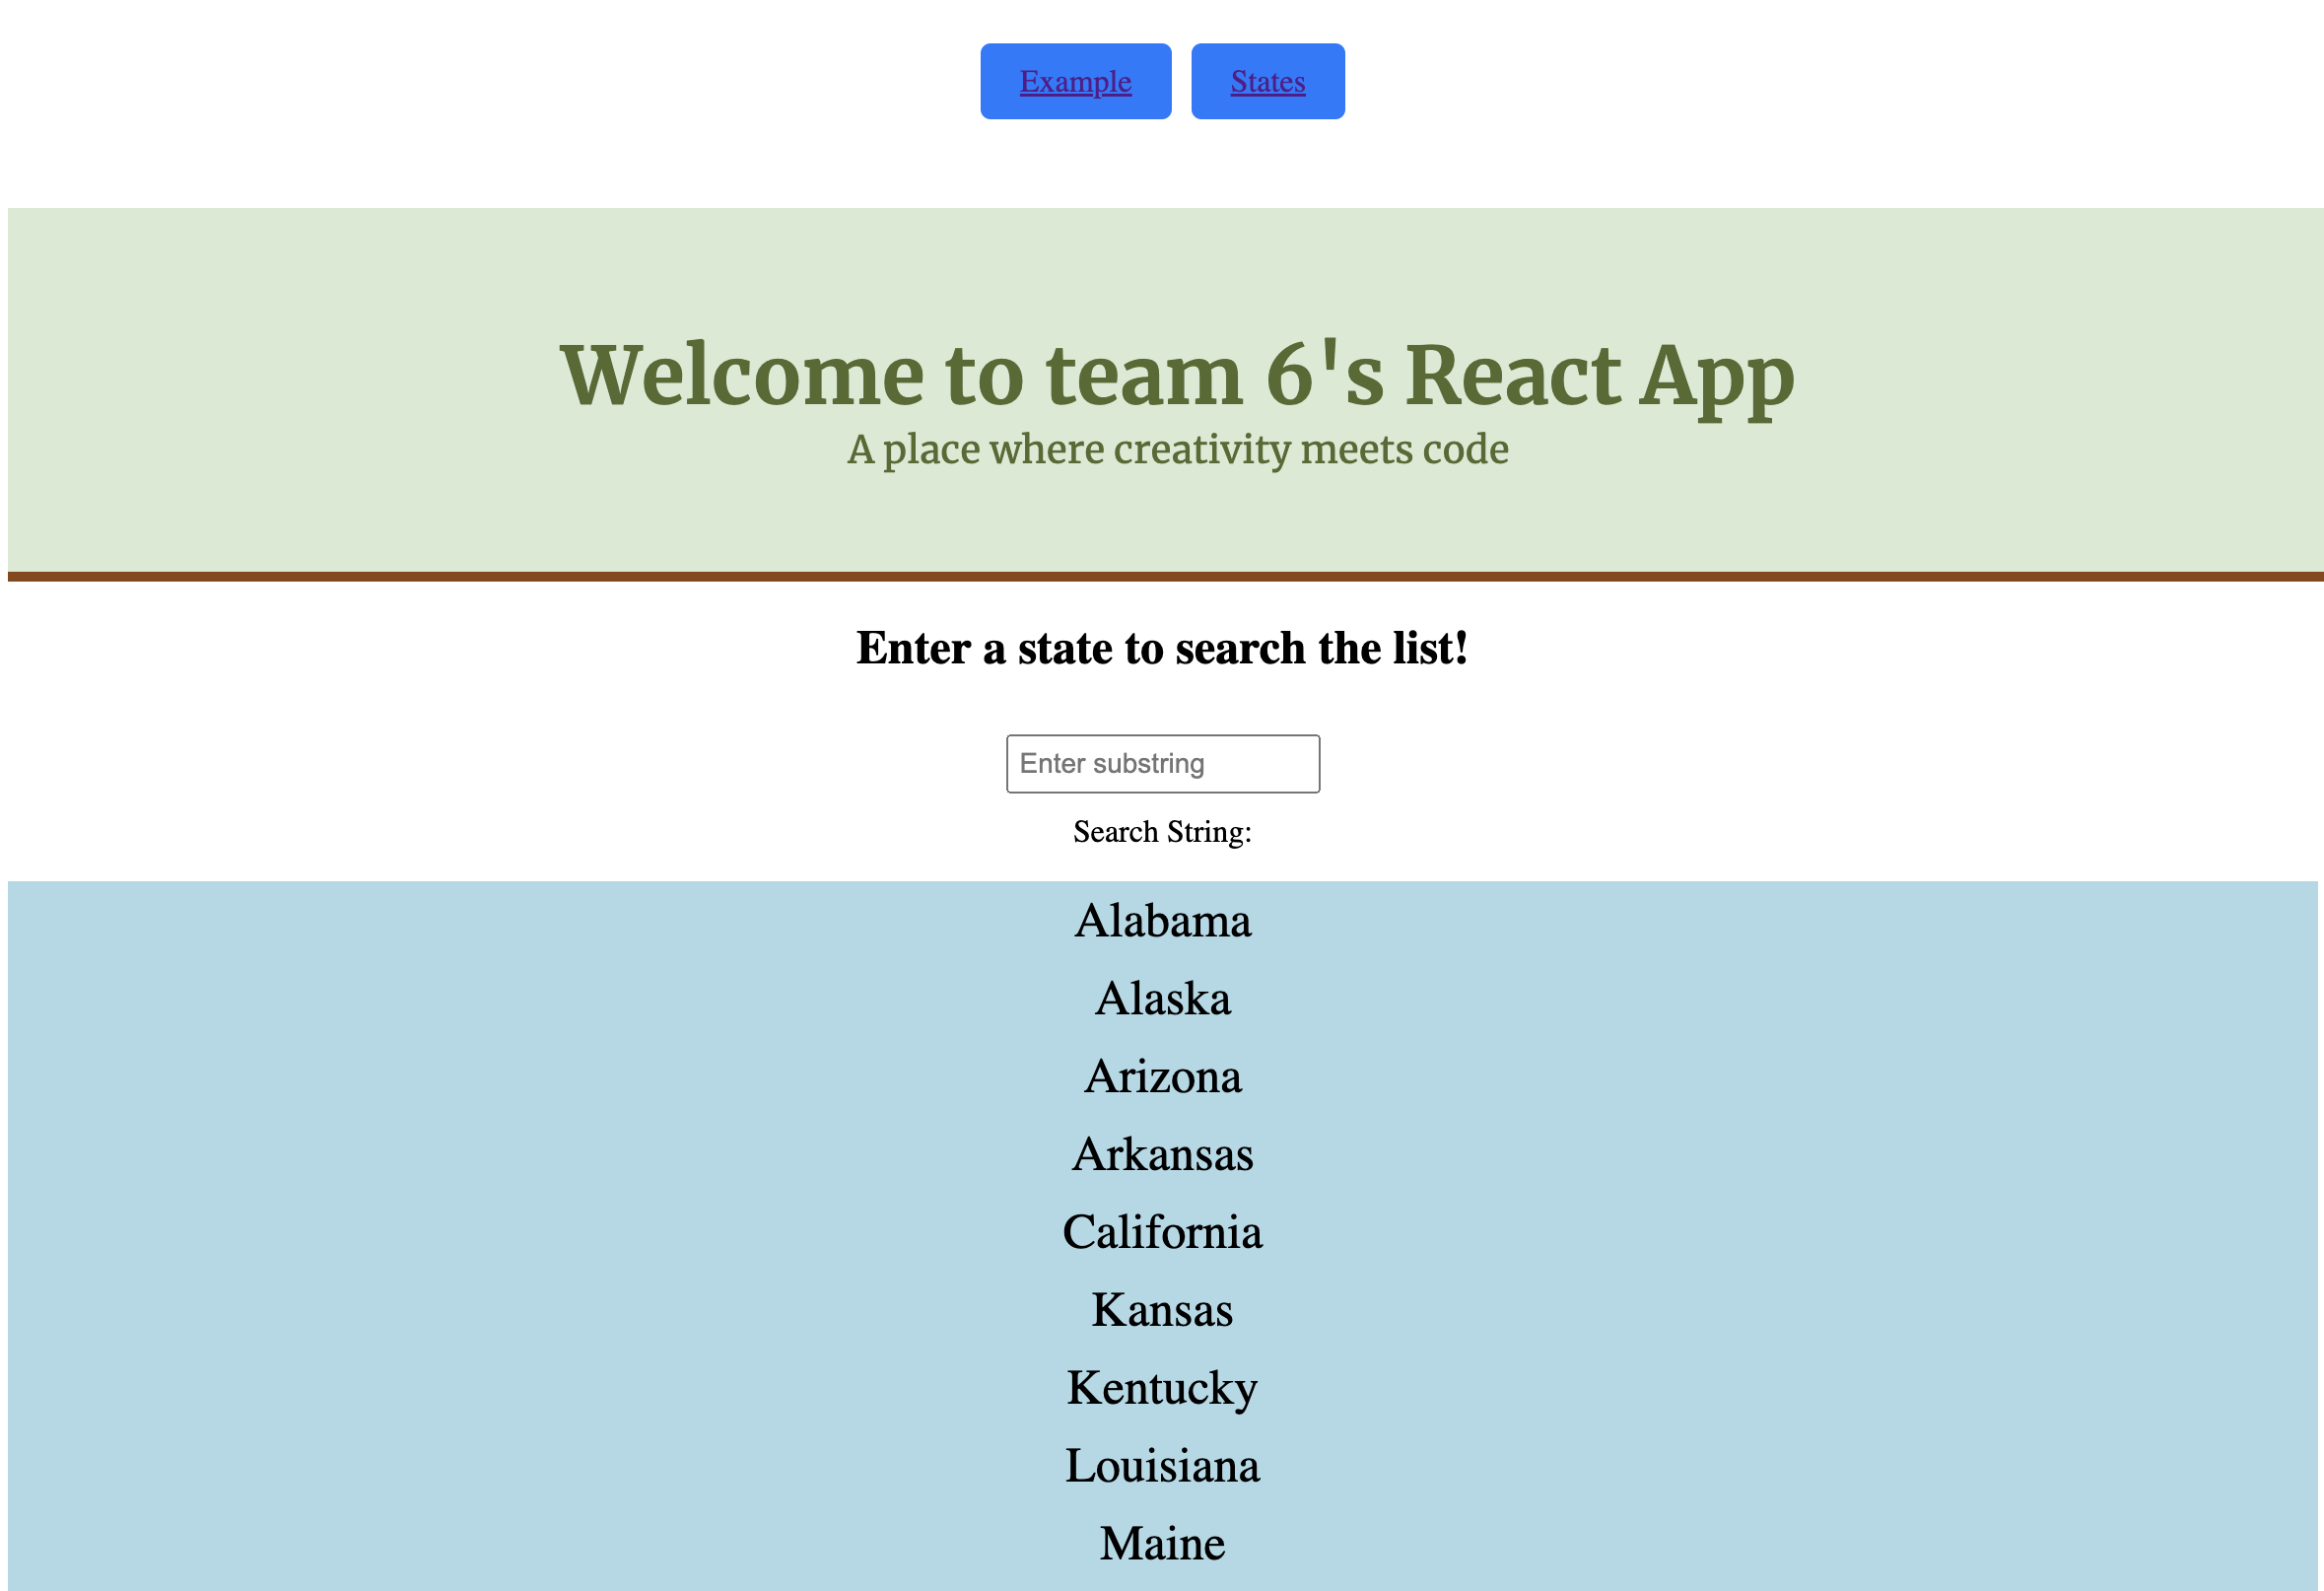 Example States
Welcome to team 6's React App
A place where creativity meets code
Enter a state to search the list!
Enter substring
Search String:
Alabama
Alaska
Arizona
Arkansas
California
Kansas
Kentucky
Louisiana
Maine